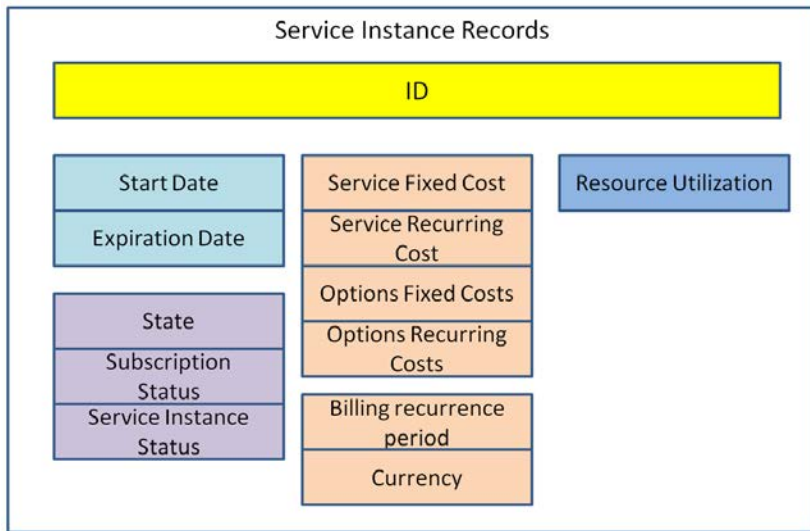 Service Instance Records
ID
Start Date
Expiration Date
State
Subscription
Status
Service Instance
Status
Service Fixed Cost
Service Recurring
Cost
Options Fixed Costs
Options Recurring
Costs
Billing recurrence
period
Currency
Resource Utilization